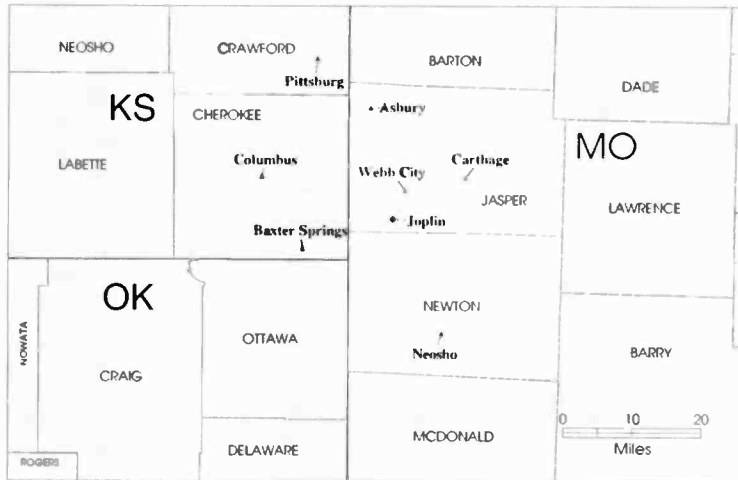 NEOSHO
CRAWFORD
BARTON
DADE
Pittsburg
KS
CHEROKEE
Asbury
MO
LABETTE
Columbus
Webb City
Carthage
JASPER
LAWRENCE
Baxter Springs
Joplin
OK
NOWATA
OTTAWA
NEWTON
Neosho
BARRY
CRAIG
0 10 20
Miles
ROGERS
DELAWARE
MCDONALD